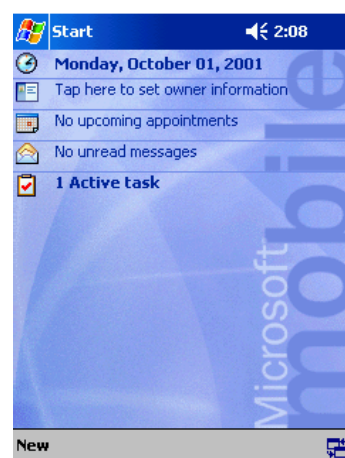 Start 2:08
Monday, October 01, 2001
Tap here to set owner information
No upcoming appointments
No unread messages
1 Active task
Microsoft
mobile
New